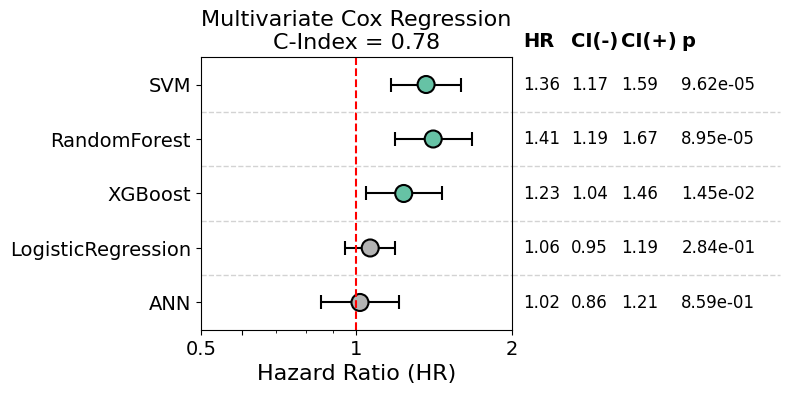 Multivariate Cox Regression
C-Index = 0.78
HR CI(-) CI(+) p
SVM 1.36 1.17 1.59 9.62e-05
RandomForest 1.41 1.19 1.67 8.95e-05
XGBoost 1.23 1.04 1.46 1.45e-02
LogisticRegression 1.06 0.95 1.19 2.84e-01
ANN 1.02 0.86 1.21 8.59e-01
0.5 1 2
Hazard Ratio (HR)